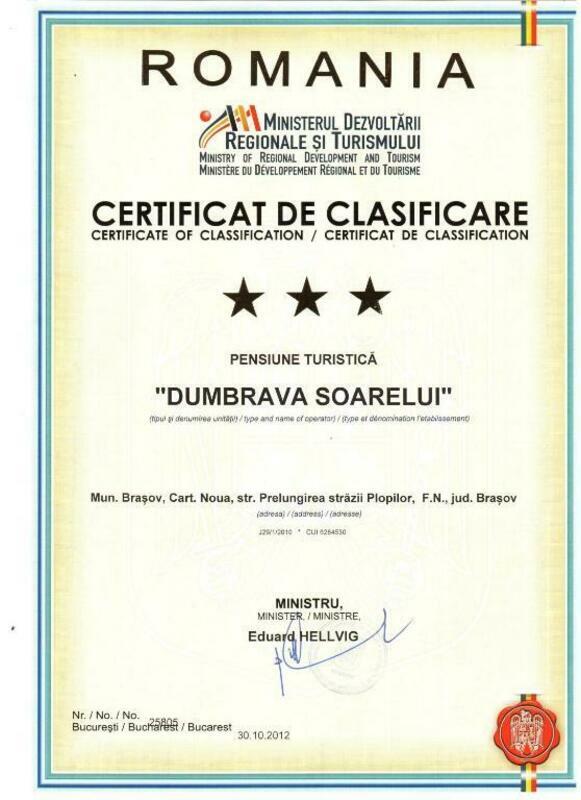 ROMANIA
MINISTERUL DEZVOLTĂRII
REGIONALE ȘI TURISMULUI
MINISTRY OF REGIONAL DEVELOPMENT AND TOURISM
MINISTÈRE DU DÉVELOPPEMENT RÉGIONAL ET DU TOURISME
CERTIFICAT DE CLASIFICARE
CERTIFICATE OF CLASSIFICATION / CERTIFICAT DE CLASSIFICATION
PENSIUNE TURISTICĂ
"DUMBRAVA SOARELUI"
(tipul și denumirea unității) / type and name of operator) / (type et dénomination l'etablissement)
Mun. Brașov, Cart. Noua, str. Prelungirea străzii Plopilor, F.N., jud. Brașov
(adresa) / (address) / (adresse)
J29/1/2010 * CUI 6264530
MINISTRU,
MINISTER, / MINISTRE,
Eduard HELLVIG
Nr. / No. / No. 25805
București / Bucharest / Bucarest
30.10.2012